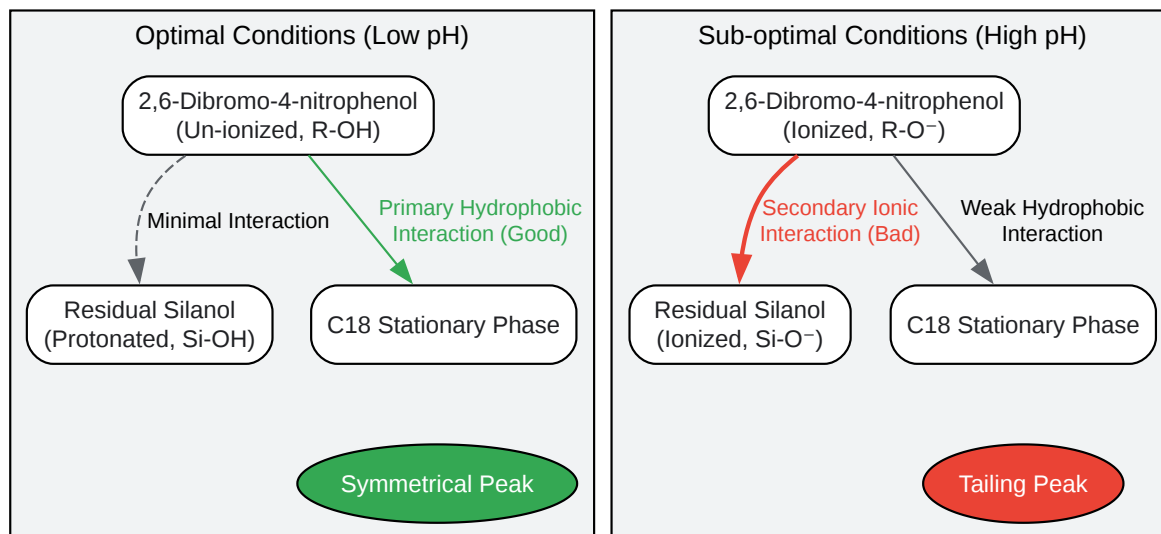 Optimal Conditions (Low pH)
2,6-Dibromo-4-nitrophenol
(Un-ionized, R-OH)
Minimal Interaction
Primary Hydrophobic
Interaction (Good)
Residual Silanol
(Protonated, Si-OH)
C18 Stationary Phase
Symmetrical Peak
Sub-optimal Conditions (High pH)
2,6-Dibromo-4-nitrophenol
(Ionized, R-O⁻)
Secondary Ionic
Interaction (Bad)
Weak Hydrophobic
Interaction
Residual Silanol
(Ionized, Si-O⁻)
C18 Stationary Phase
Tailing Peak